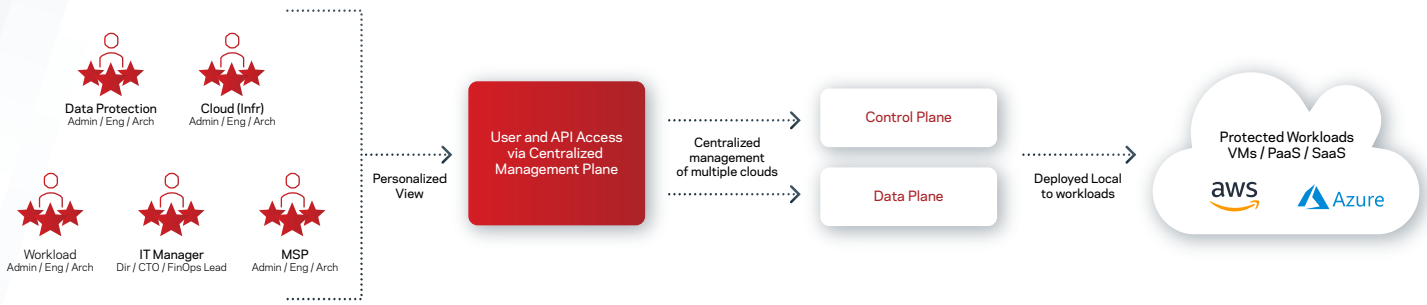 Data Protection
Admin / Eng / Arch
Cloud (Infr)
Admin / Eng / Arch
Workload
Admin / Eng / Arch
IT Manager
Dir / CTO / FinOps Lead
MSP
Admin / Eng / Arch
Personalized
View
User and API Access
via Centralized
Management Plane
Centralized
management
of multiple clouds
Control Plane
Data Plane
Deployed Local
to workloads
Protected Workloads
VMs / PaaS / SaaS
aws
Azure